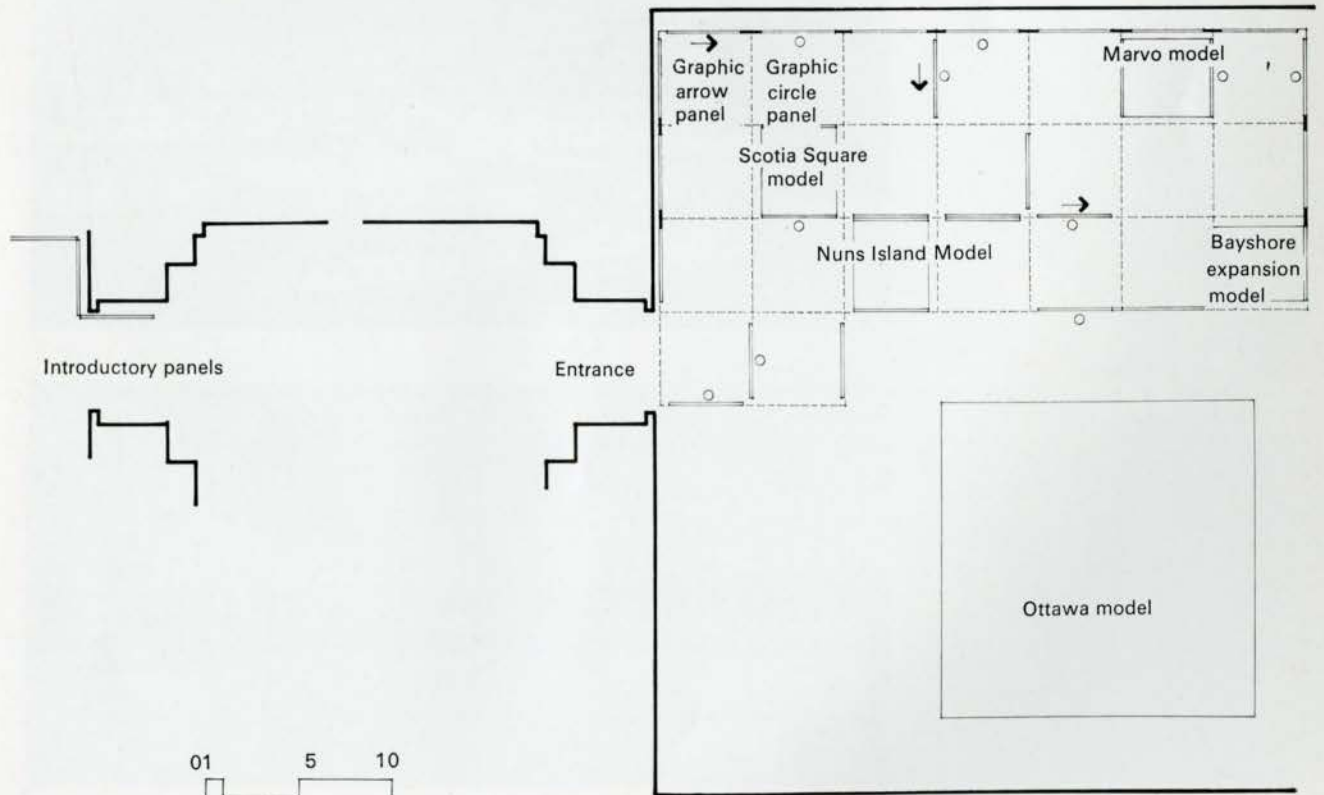 Graphic
arrow
panel
Graphic
circle
panel
Marvo model
Scotia Square
model
Nuns Island Model
Bayshore
expansion
model
Introductory panels
Entrance
Ottawa model
01 5 10